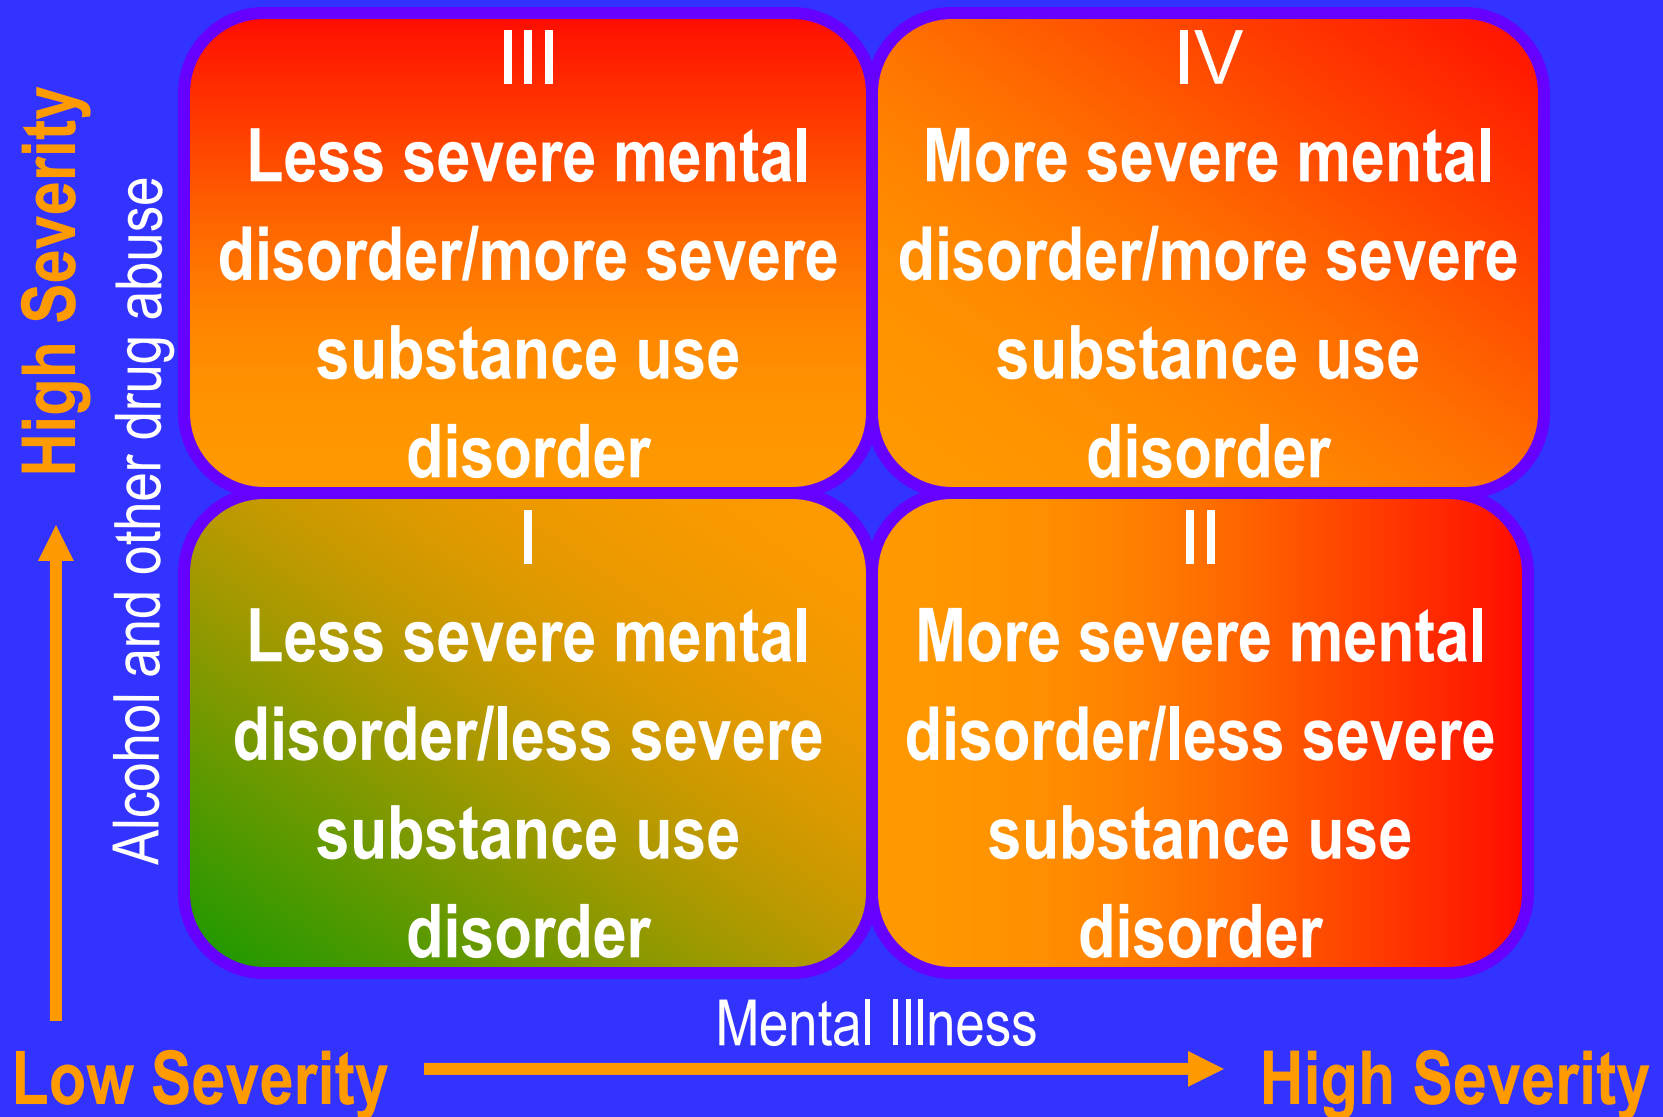 High Severity
Alcohol and other drug abuse
III
Less severe mental
disorder/more severe
substance use
disorder
IV
More severe mental
disorder/more severe
substance use
disorder
I
Less severe mental
disorder/less severe
substance use
disorder
II
More severe mental
disorder/less severe
substance use
disorder
Mental Illness
Low Severity
High Severity